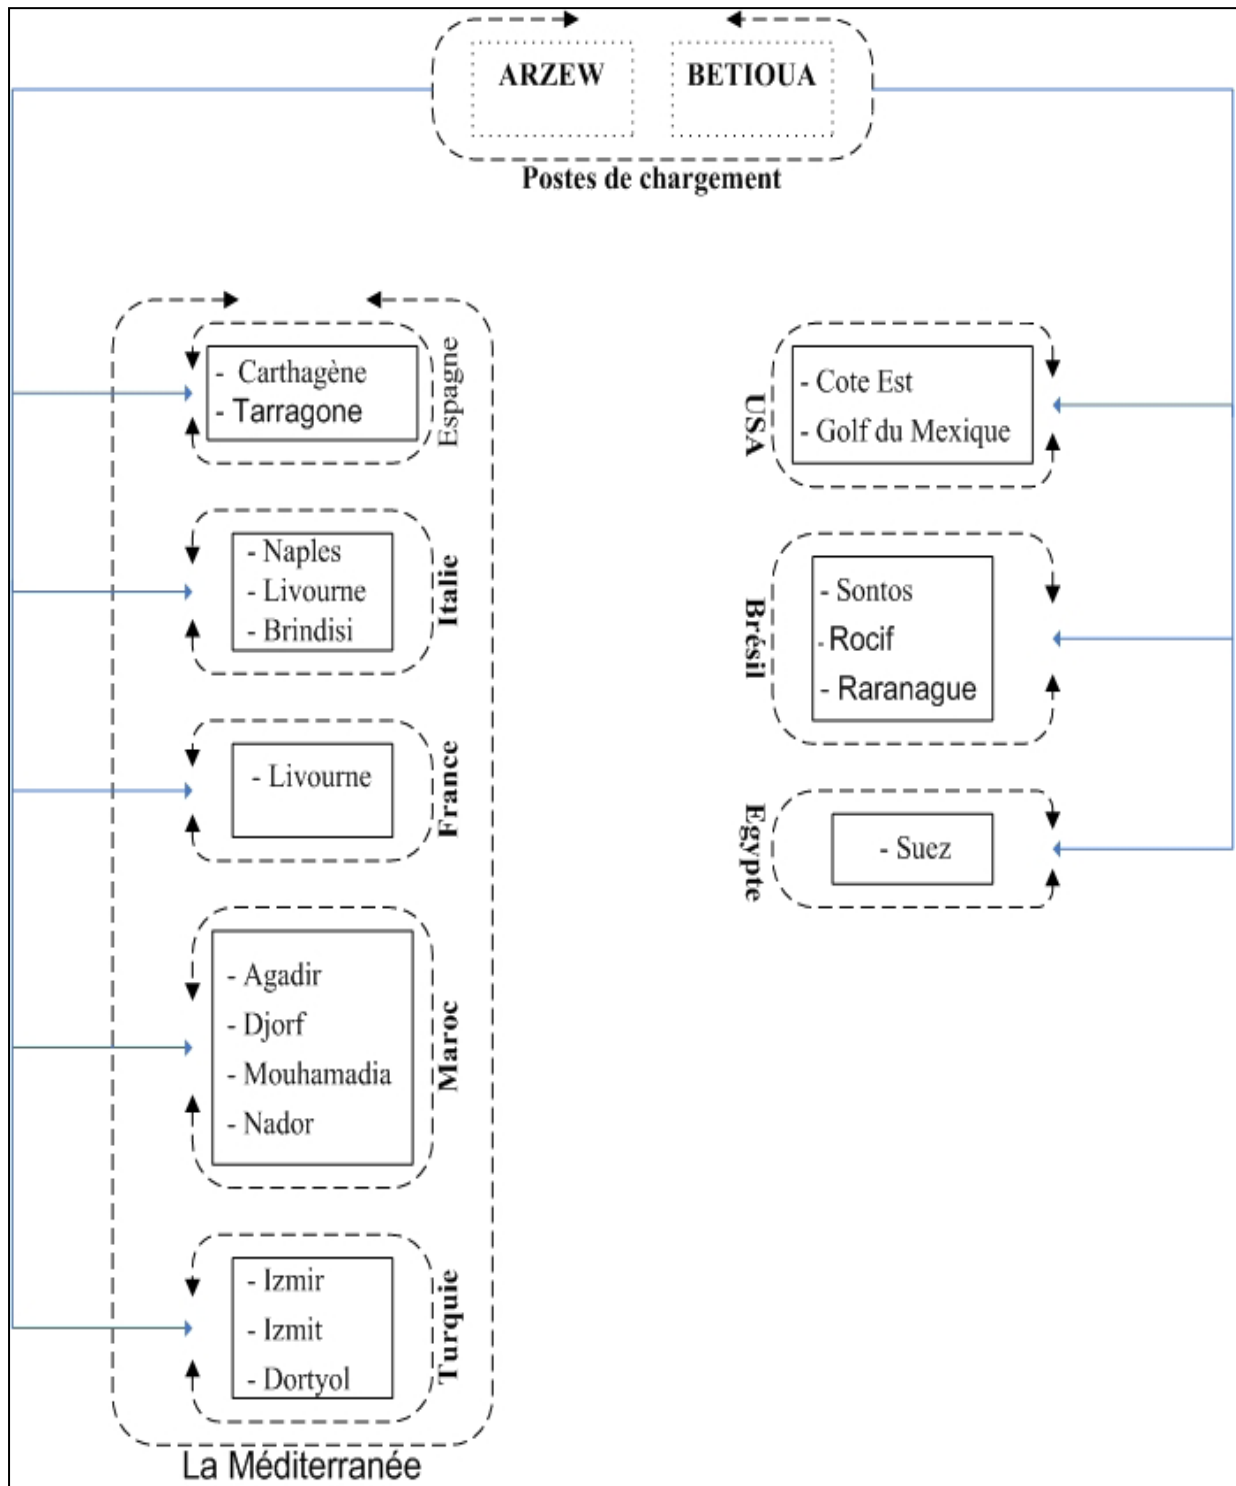 ARZEW
BETIOUA
Postes de chargement
- Carthagène
- Tarragone
Espagne
- Naples
- Livourne
- Brindisi
Italie
- Livourne
France
- Agadir
- Djorf
- Mouhamadia
- Nador
Maroc
- Izmir
- Izmit
- Dortyol
Turquie
La Méditerranée
- Cote Est
- Golf du Mexique
USA
- Sontos
- Rocif
- Raranague
Brésil
- Suez
Egypte